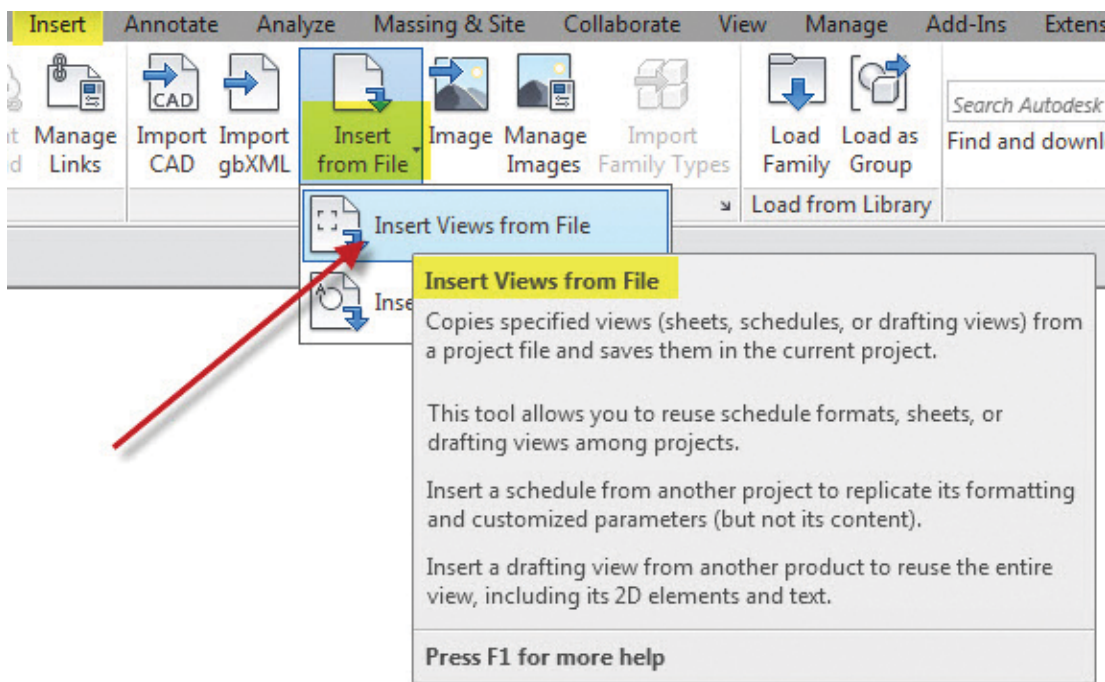 Insert Annotate Analyze Massing & Site Collaborate View Manage Add-Ins Extens
Manage Links
CAD
Import CAD
Import gbXML
Insert from File
Image
Manage Images
Import Family Types
Load Family
Load as Group
Search Autodesk
Find and downl
Load from Library
Insert Views from File
Inse
Insert Views from File
Copies specified views (sheets, schedules, or drafting views) from
a project file and saves them in the current project.
This tool allows you to reuse schedule formats, sheets, or
drafting views among projects.
Insert a schedule from another project to replicate its formatting
and customized parameters (but not its content).
Insert a drafting view from another product to reuse the entire
view, including its 2D elements and text.
Press F1 for more help